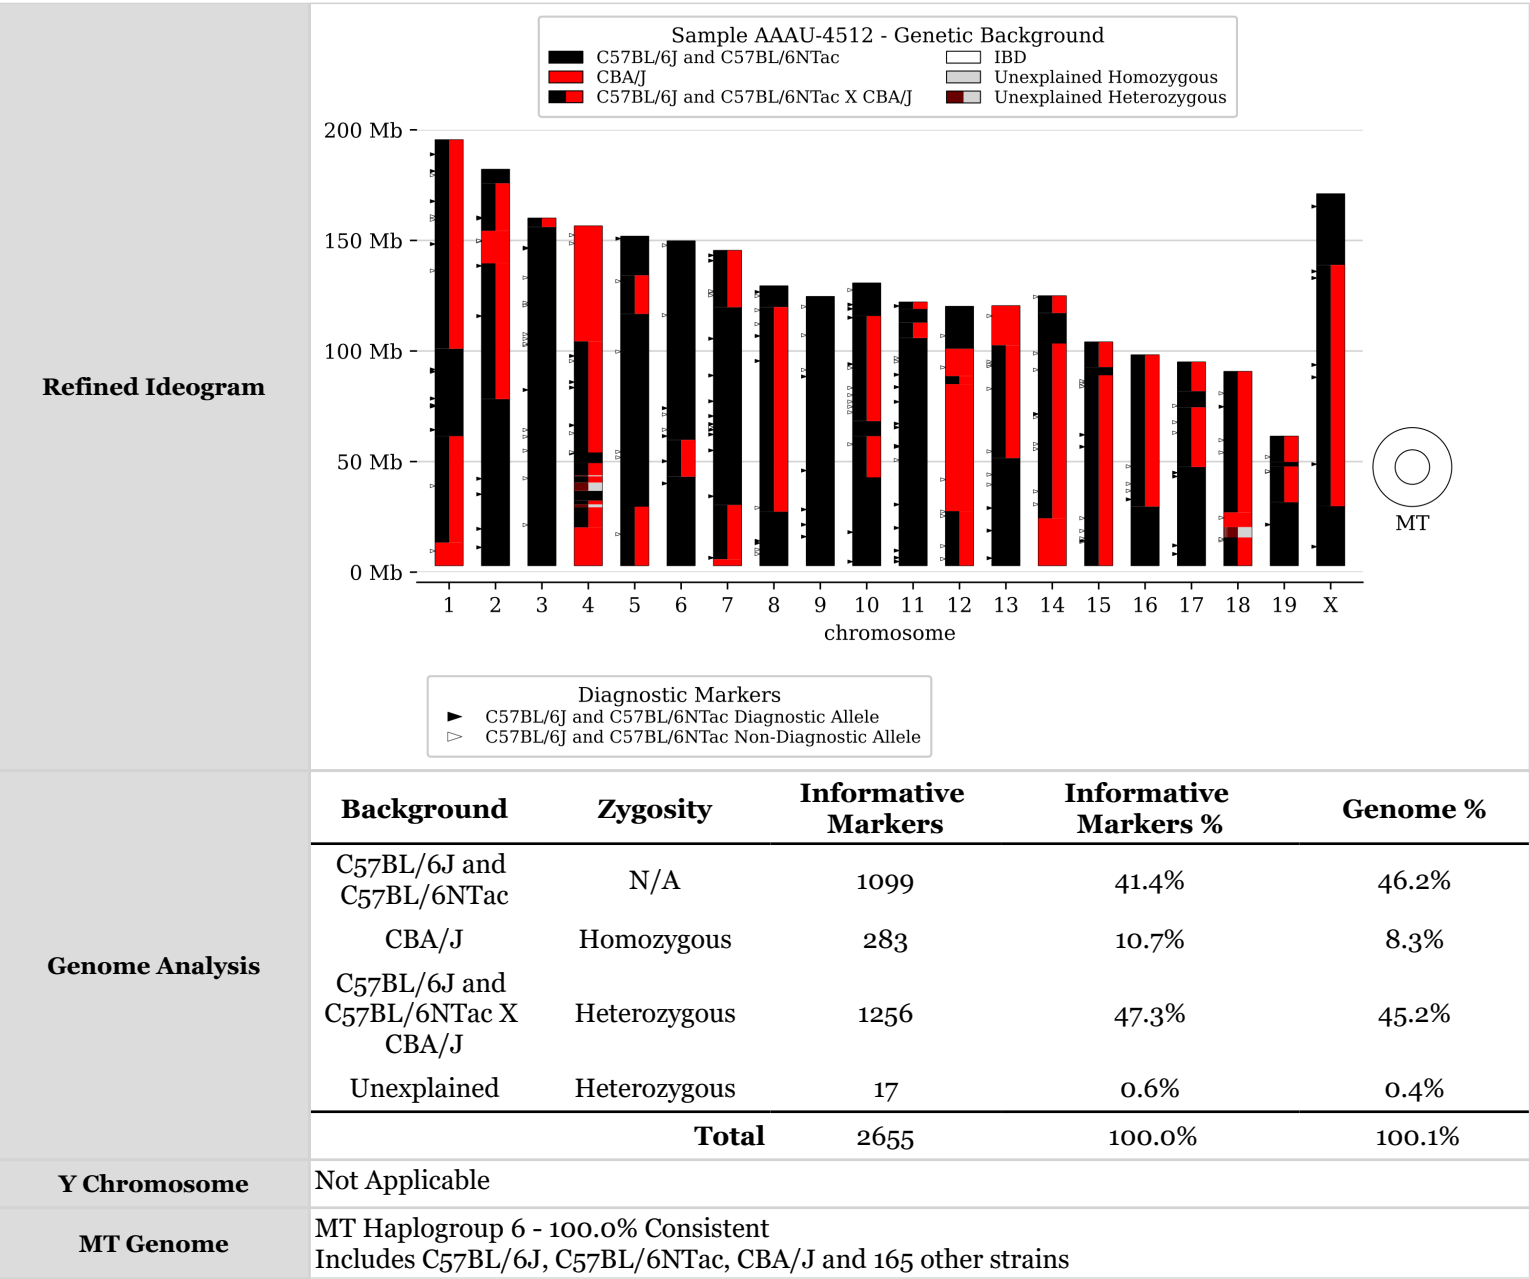 Refined Ideogram
Sample AAAU-4512 - Genetic Background
C57BL/6J and C57BL/6NTac
CBA/J
C57BL/6J and C57BL/6NTac X CBA/J
IBD
Unexplained Homozygous
Unexplained Heterozygous
200 Mb
150 Mb
100 Mb
50 Mb
0 Mb
1 2 3 4 5 6 7 8 9 10 11 12 13 14 15 16 17 18 19 X
chromosome
MT
Diagnostic Markers
C57BL/6J and C57BL/6NTac Diagnostic Allele
C57BL/6J and C57BL/6NTac Non-Diagnostic Allele
Genome Analysis
Background Zygosity Informative Markers Informative Markers % Genome %
C57BL/6J and C57BL/6NTac N/A 1099 41.4% 46.2%
CBA/J Homozygous 283 10.7% 8.3%
C57BL/6J and C57BL/6NTac X CBA/J Heterozygous 1256 47.3% 45.2%
Unexplained Heterozygous 17 0.6% 0.4%
Total 2655 100.0% 100.1%
Y Chromosome
Not Applicable
MT Genome
MT Haplogroup 6 - 100.0% Consistent
Includes C57BL/6J, C57BL/6NTac, CBA/J and 165 other strains